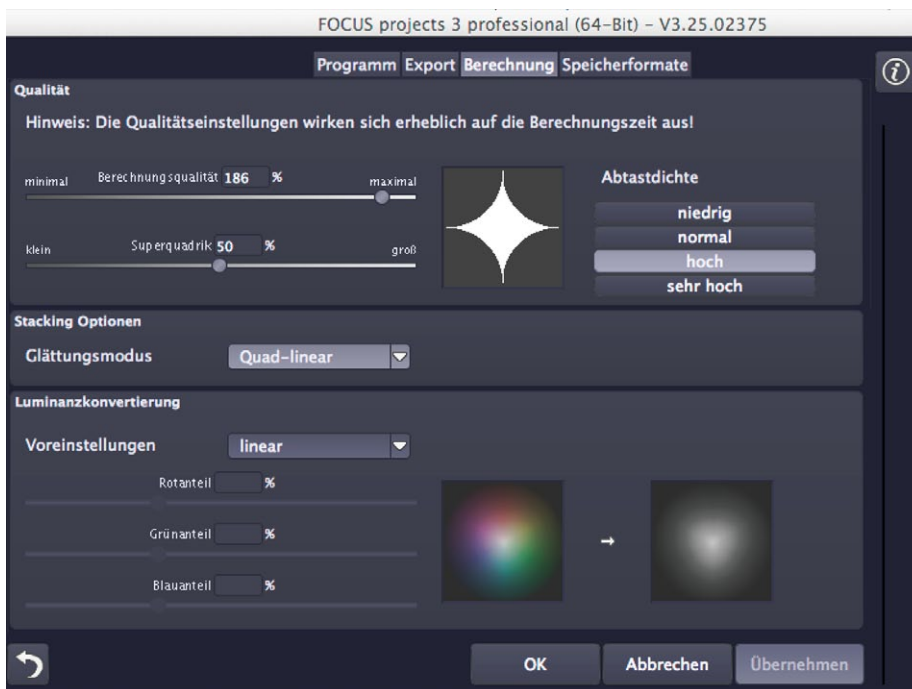 FOCUS projects 3 professional (64-Bit) - V3.25.02375
Programm Export Berechnung Speicherformate
Qualität
Hinweis: Die Qualitätseinstellungen wirken sich erheblich auf die Berechnungszeit aus!
minimal Berechnungsqualität 186 % maximal
Abtastdichte
niedrig
normal
klein Superquadrik 50 % groß
hoch
sehr hoch
Stacking Optionen
Glättungsmodus Quad-linear
Luminanzkonvertierung
Voreinstellungen linear
Rotanteil %
Grünanteil %
Blauanteil %
OK Abbrechen Übernehmen